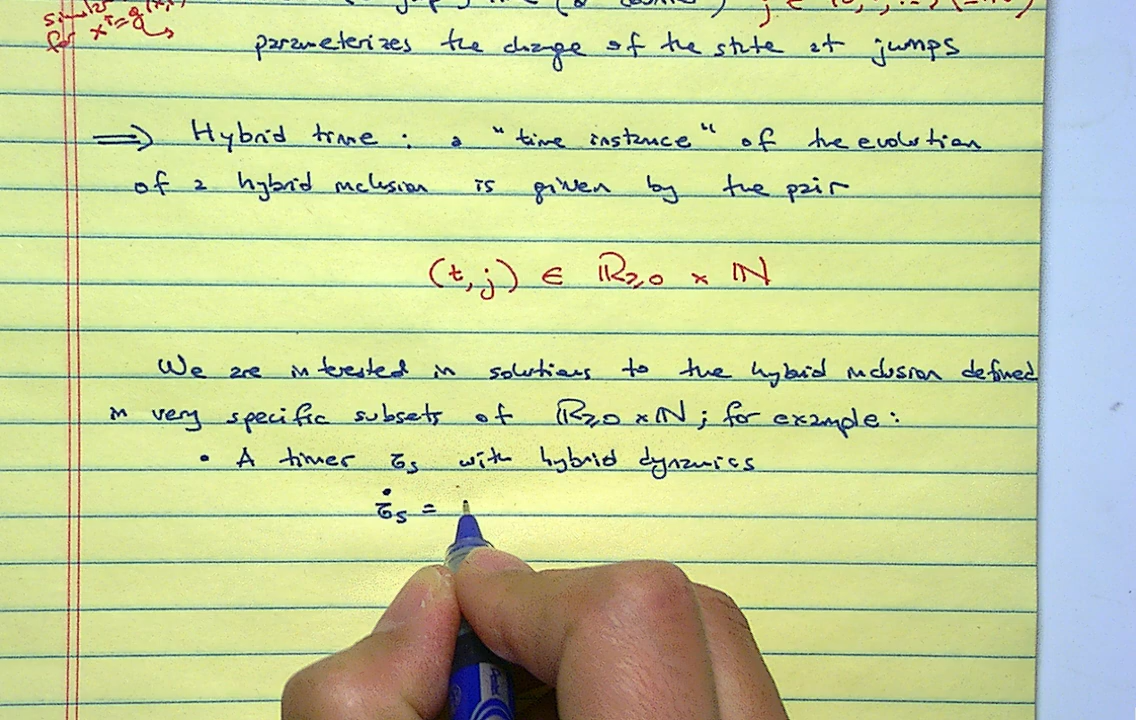 for x⁺=g(x,
parameterizes the change of the state at jumps
⟹ Hybrid time : a "time instance" of the evolution
of a hybrid inclusion is given by the pair
(t,j) ∈ ℝ≥0 × ℕ
We are interested in solutions to the hybrid inclusion defined
in very specific subsets of ℝ≥0 × ℕ ; for example :
• A timer τs with hybrid dynamics
τ̇s =